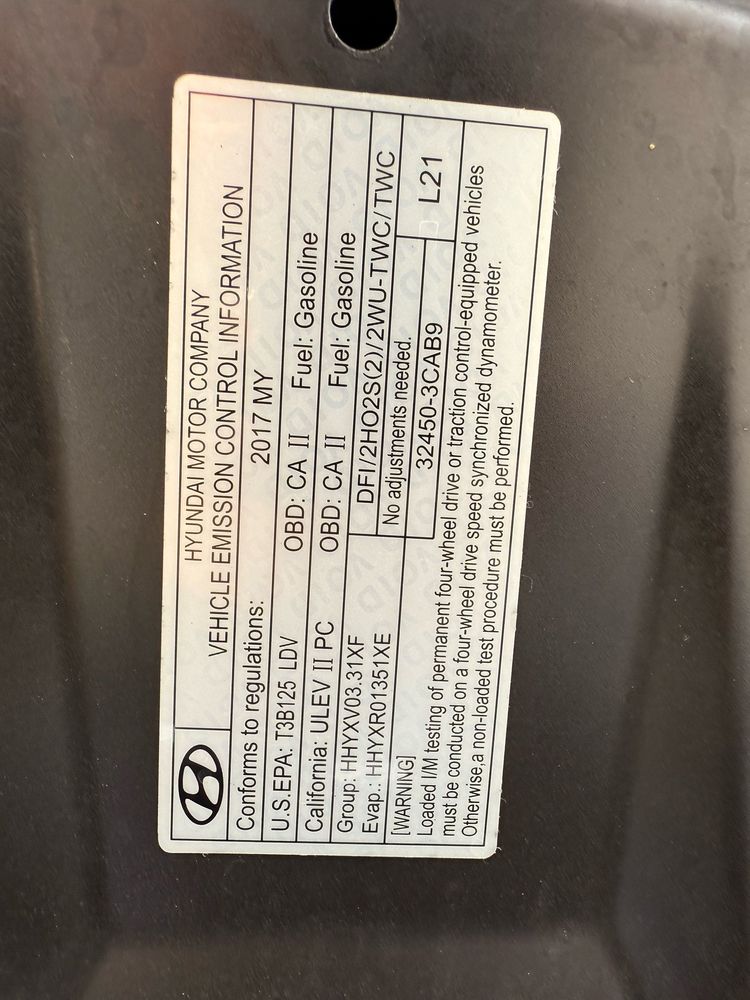 HYUNDAI MOTOR COMPANY
VEHICLE EMISSION CONTROL INFORMATION
Conforms to regulations: 2017 MY
U.S.EPA: T3B125 LDV OBD: CA II Fuel: Gasoline
California: ULEV II PC OBD: CA II Fuel: Gasoline
Group: HHYXV03.31XF DFI/2HO2S(2)/2WU-TWC/TWC
Evap.: HHYXR01351XE No adjustments needed.
[WARNING] 32450-3CAB9 L21
Loaded I/M testing of permanent four-wheel drive or traction control-equipped vehicles
must be conducted on a four-wheel drive speed synchronized dynamometer.
Otherwise,a non-loaded test procedure must be performed.